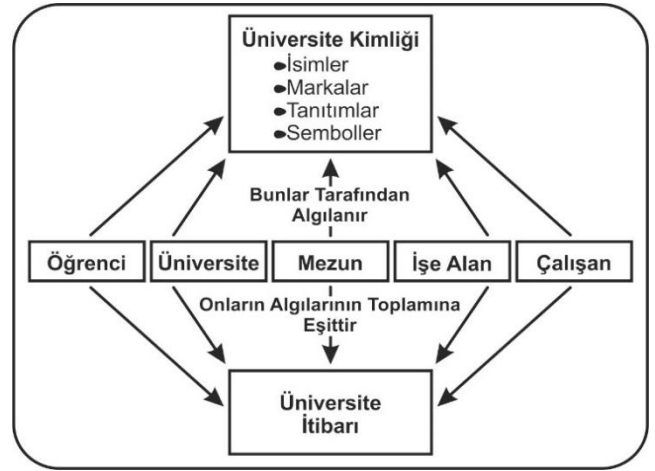 Üniversite Kimliği
İsimler
Markalar
Tanıtımlar
Semboller
Bunlar Tarafından
Algılanır
Öğrenci
Üniversite
Mezun
İşe Alan
Çalışan
Onların Algılarının Toplamına
Eşittir
Üniversite
İtibarı